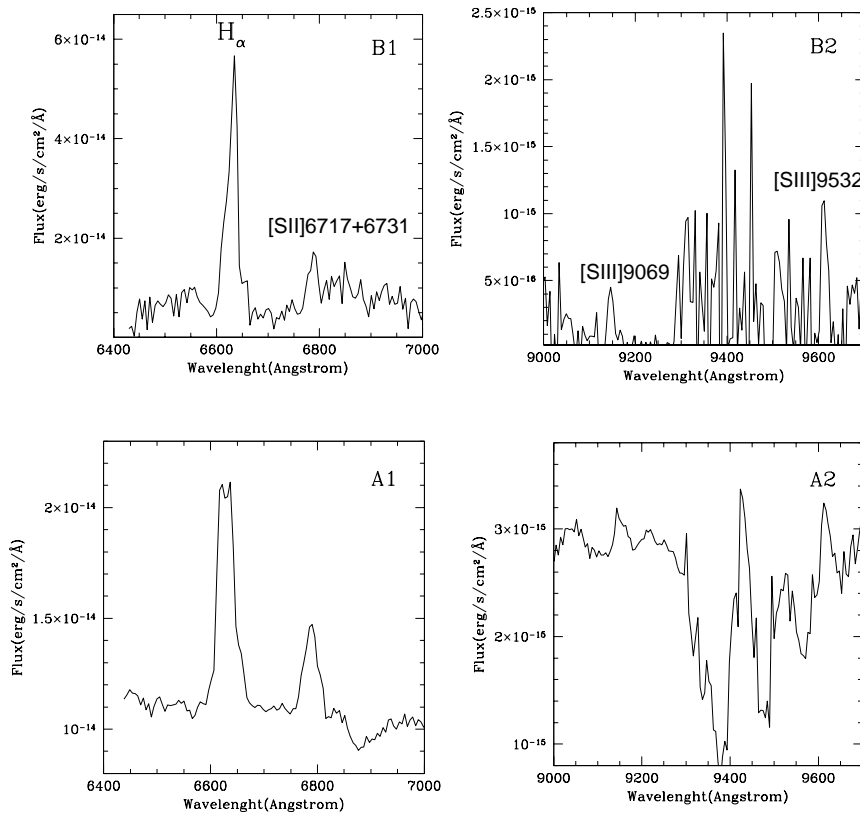 Hα
B1
6×10⁻¹⁴
4×10⁻¹⁴
2×10⁻¹⁴
Flux(erg/s/cm²/Å)
[SII]6717+6731
6400 6600 6800 7000
Wavelenght(Angstrom)
B2
2.5×10⁻¹⁵
2×10⁻¹⁵
1.5×10⁻¹⁵
10⁻¹⁵
5×10⁻¹⁶
Flux(erg/s/cm²/Å)
[SIII]9532
[SIII]9069
9000 9200 9400 9600
Wavelenght(Angstrom)
A1
2×10⁻¹⁴
1.5×10⁻¹⁴
10⁻¹⁴
Flux(erg/s/cm²/Å)
6400 6600 6800 7000
Wavelenght(Angstrom)
A2
3×10⁻¹⁵
2×10⁻¹⁵
10⁻¹⁵
Flux(erg/s/cm²/Å)
9000 9200 9400 9600
Wavelenght(Angstrom)